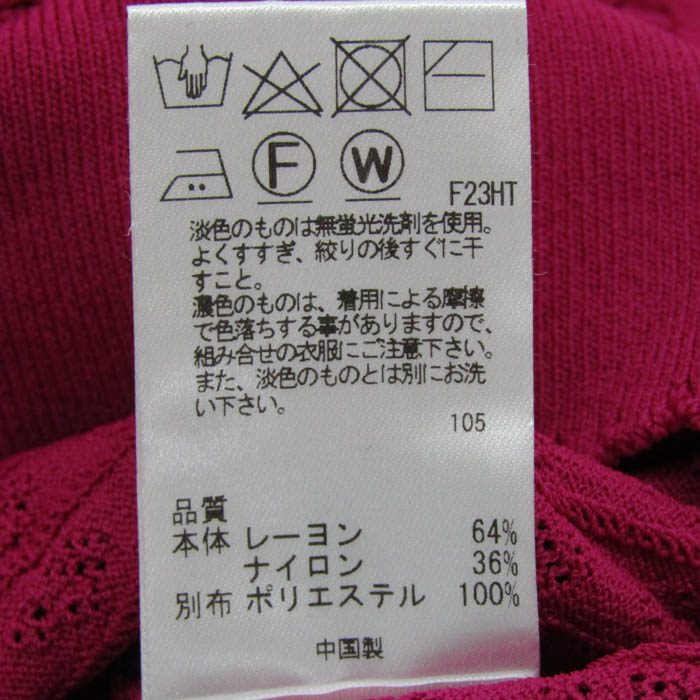 F W F23HT
淡色のものは無蛍光洗剤を使用。
よくすすぎ、絞りの後すぐに干
すこと。
濃色のものは、着用による摩擦
で色落ちする事がありますので、
組み合せの衣服にご注意下さい。
また、淡色のものとは別にお洗
い下さい。
105
品質
本体 レーヨン 64%
ナイロン 36%
別布 ポリエステル 100%
中国製